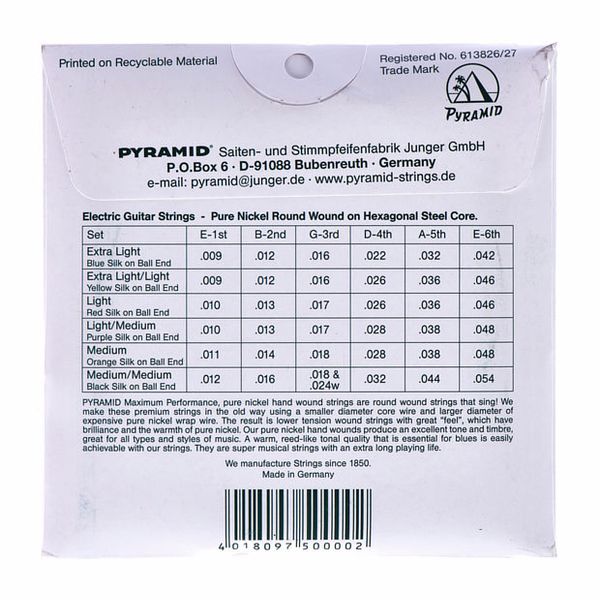 Printed on Recyclable Material
Registered No. 613826/27
Trade Mark
PYRAMID
PYRAMID® Saiten- und Stimmpfeifenfabrik Junger GmbH
P.O.Box 6 · D-91088 Bubenreuth · Germany
e-mail: pyramid@junger.de · www.pyramid-strings.de
Electric Guitar Strings - Pure Nickel Round Wound on Hexagonal Steel Core.
Set E-1st B-2nd G-3rd D-4th A-5th E-6th
Extra Light
Blue Silk on Ball End .009 .012 .016 .022 .032 .042
Extra Light/Light
Yellow Silk on Ball End .009 .012 .016 .026 .036 .046
Light
Red Silk on Ball End .010 .013 .017 .026 .036 .046
Light/Medium
Purple Silk on Ball End .010 .013 .017 .028 .038 .048
Medium
Orange Silk on Ball End .011 .014 .018 .028 .038 .048
Medium/Medium
Black Silk on Ball End .012 .016 .018 & .024w .032 .044 .054
PYRAMID Maximum Performance, pure nickel hand wound strings are round wound strings that sing! We
make these premium strings in the old way using a smaller diameter core wire and larger diameter of
expensive pure nickel wrap wire. The result is lower tension wound strings with great "feel", which have
brilliance and the warmth of pure nickel. Our pure nickel hand wounds produce an excellent tone and timbre,
great for all types and styles of music. A warm, reed-like tonal quality that is essential for blues is easily
achievable with our strings. They are super musical strings with an extra long playing life.
We manufacture Strings since 1850.
Made in Germany
4 018097 500002